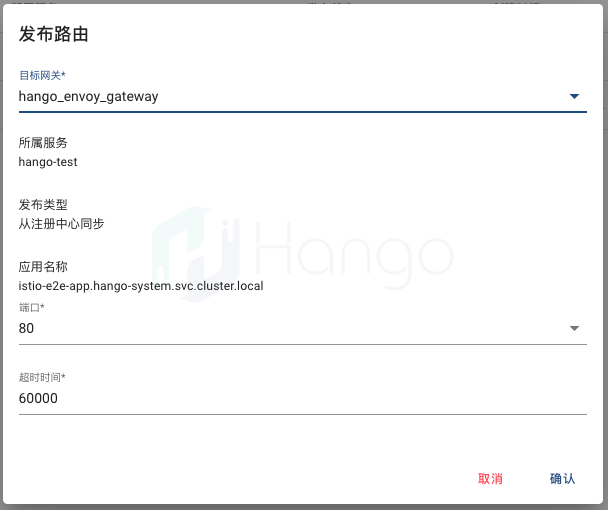 发布路由
目标网关*
hango_envoy_gateway
所属服务
hango-test
发布类型
从注册中心同步
Hango
应用名称
istio-e2e-app.hango-system.svc.cluster.local
端口*
80
超时时间*
60000
取消 确认